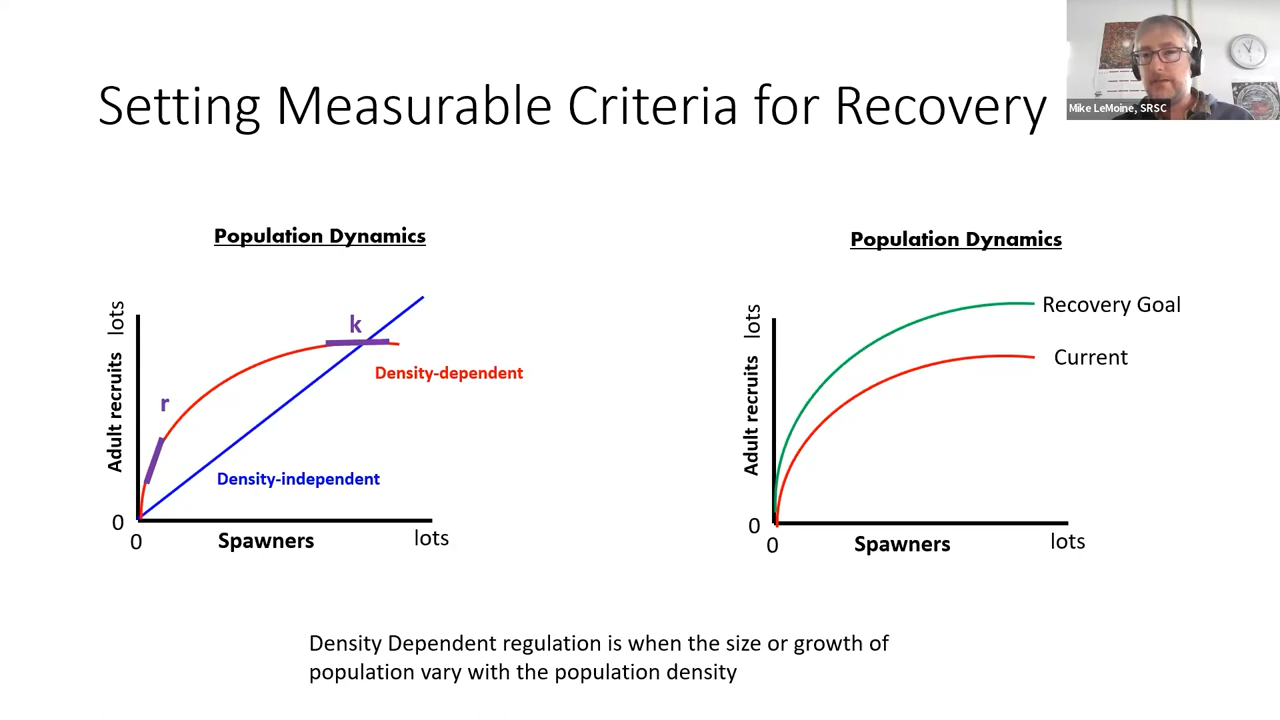 Setting Measurable Criteria for Recovery
Mike LeMoine, SRSC
Population Dynamics
lots
Adult recruits
k
r
Density-dependent
Density-independent
0
0
Spawners
lots
Population Dynamics
lots
Adult recruits
Recovery Goal
Current
0
0
Spawners
lots
Density Dependent regulation is when the size or growth of
population vary with the population density